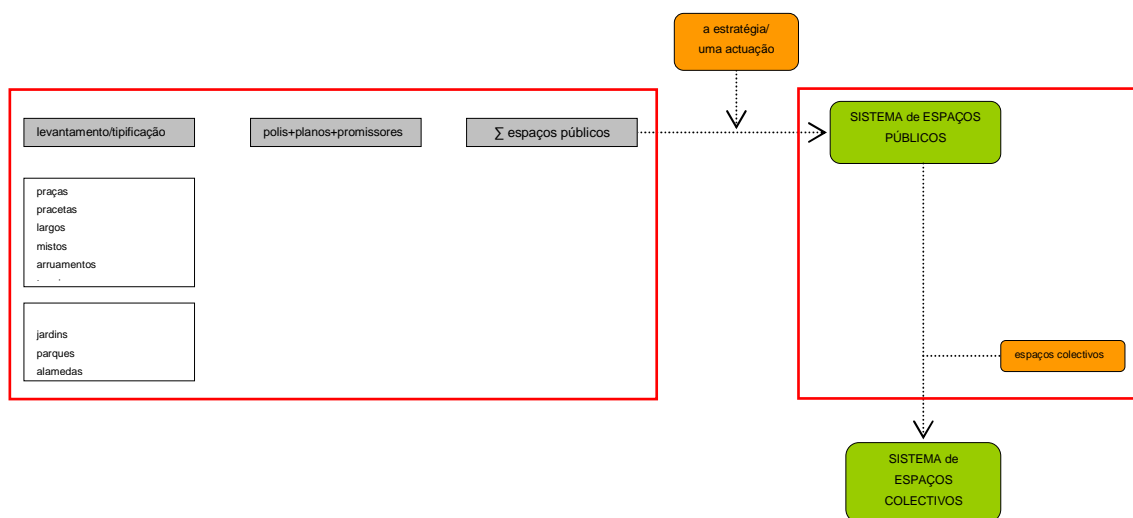 a estratégia/
uma actuação
levantamento/tipificação
polis+planos+promissores
∑ espaços públicos
SISTEMA de ESPAÇOS
PÚBLICOS
praças
pracetas
largos
mistos
arruamentos
jardins
parques
alamedas
espaços colectivos
SISTEMA de
ESPAÇOS
COLECTIVOS